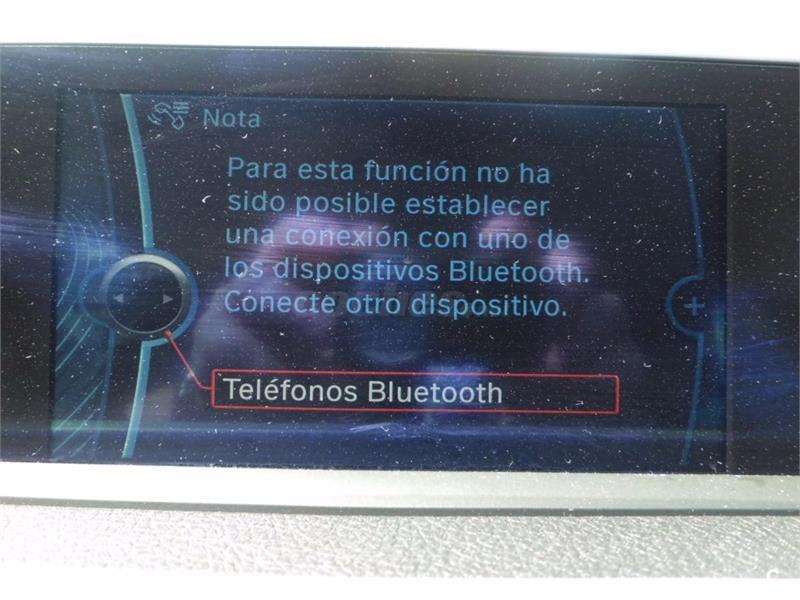 Nota
Para esta función no ha
sido posible establecer
una conexión con uno de
los dispositivos Bluetooth.
Conecte otro dispositivo.
Teléfonos Bluetooth